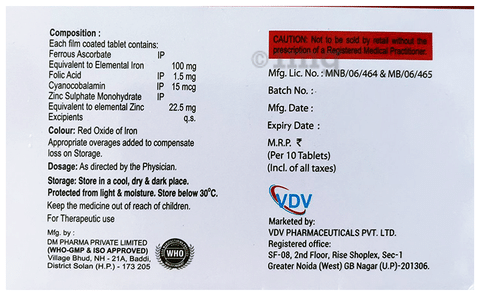 Composition :
Each film coated tablet contains:
Ferrous Ascorbate IP
Equivalent to Elemental Iron 100 mg
Folic Acid IP 1.5 mg
Cyanocobalamin IP 15 mcg
Zinc Sulphate Monohydrate IP
Equivalent to elemental Zinc 22.5 mg
Excipients q.s.
Colour: Red Oxide of Iron
Appropriate overages added to compensate
loss on Storage.
Dosage: As directed by the Physician.
Storage: Store in a cool, dry & dark place.
Protected from light & moisture. Store below 30°C.
Keep the medicine out of reach of children.
For Therapeutic use
Mfg. by :
DM PHARMA PRIVATE LIMITED
(WHO-GMP & ISO APPROVED)
Village Bhud, NH - 21A, Baddi,
District Solan (H.P.) - 173 205
WHO
CAUTION: Not to be sold by retail without the
prescription of a Registered Medical Practitioner.
Mfg. Lic. No. : MNB/06/464 & MB/06/465
Batch No. :
Mfg. Date :
Expiry Date :
M.R.P. ₹
(Per 10 Tablets)
(Incl. of all taxes)
VDV
Marketed by:
VDV PHARMACEUTICALS PVT. LTD.
Registered office:
SF-08, 2nd Floor, Rise Shoplex, Sec-1
Greater Noida (West) GB Nagar (U.P)-201306.